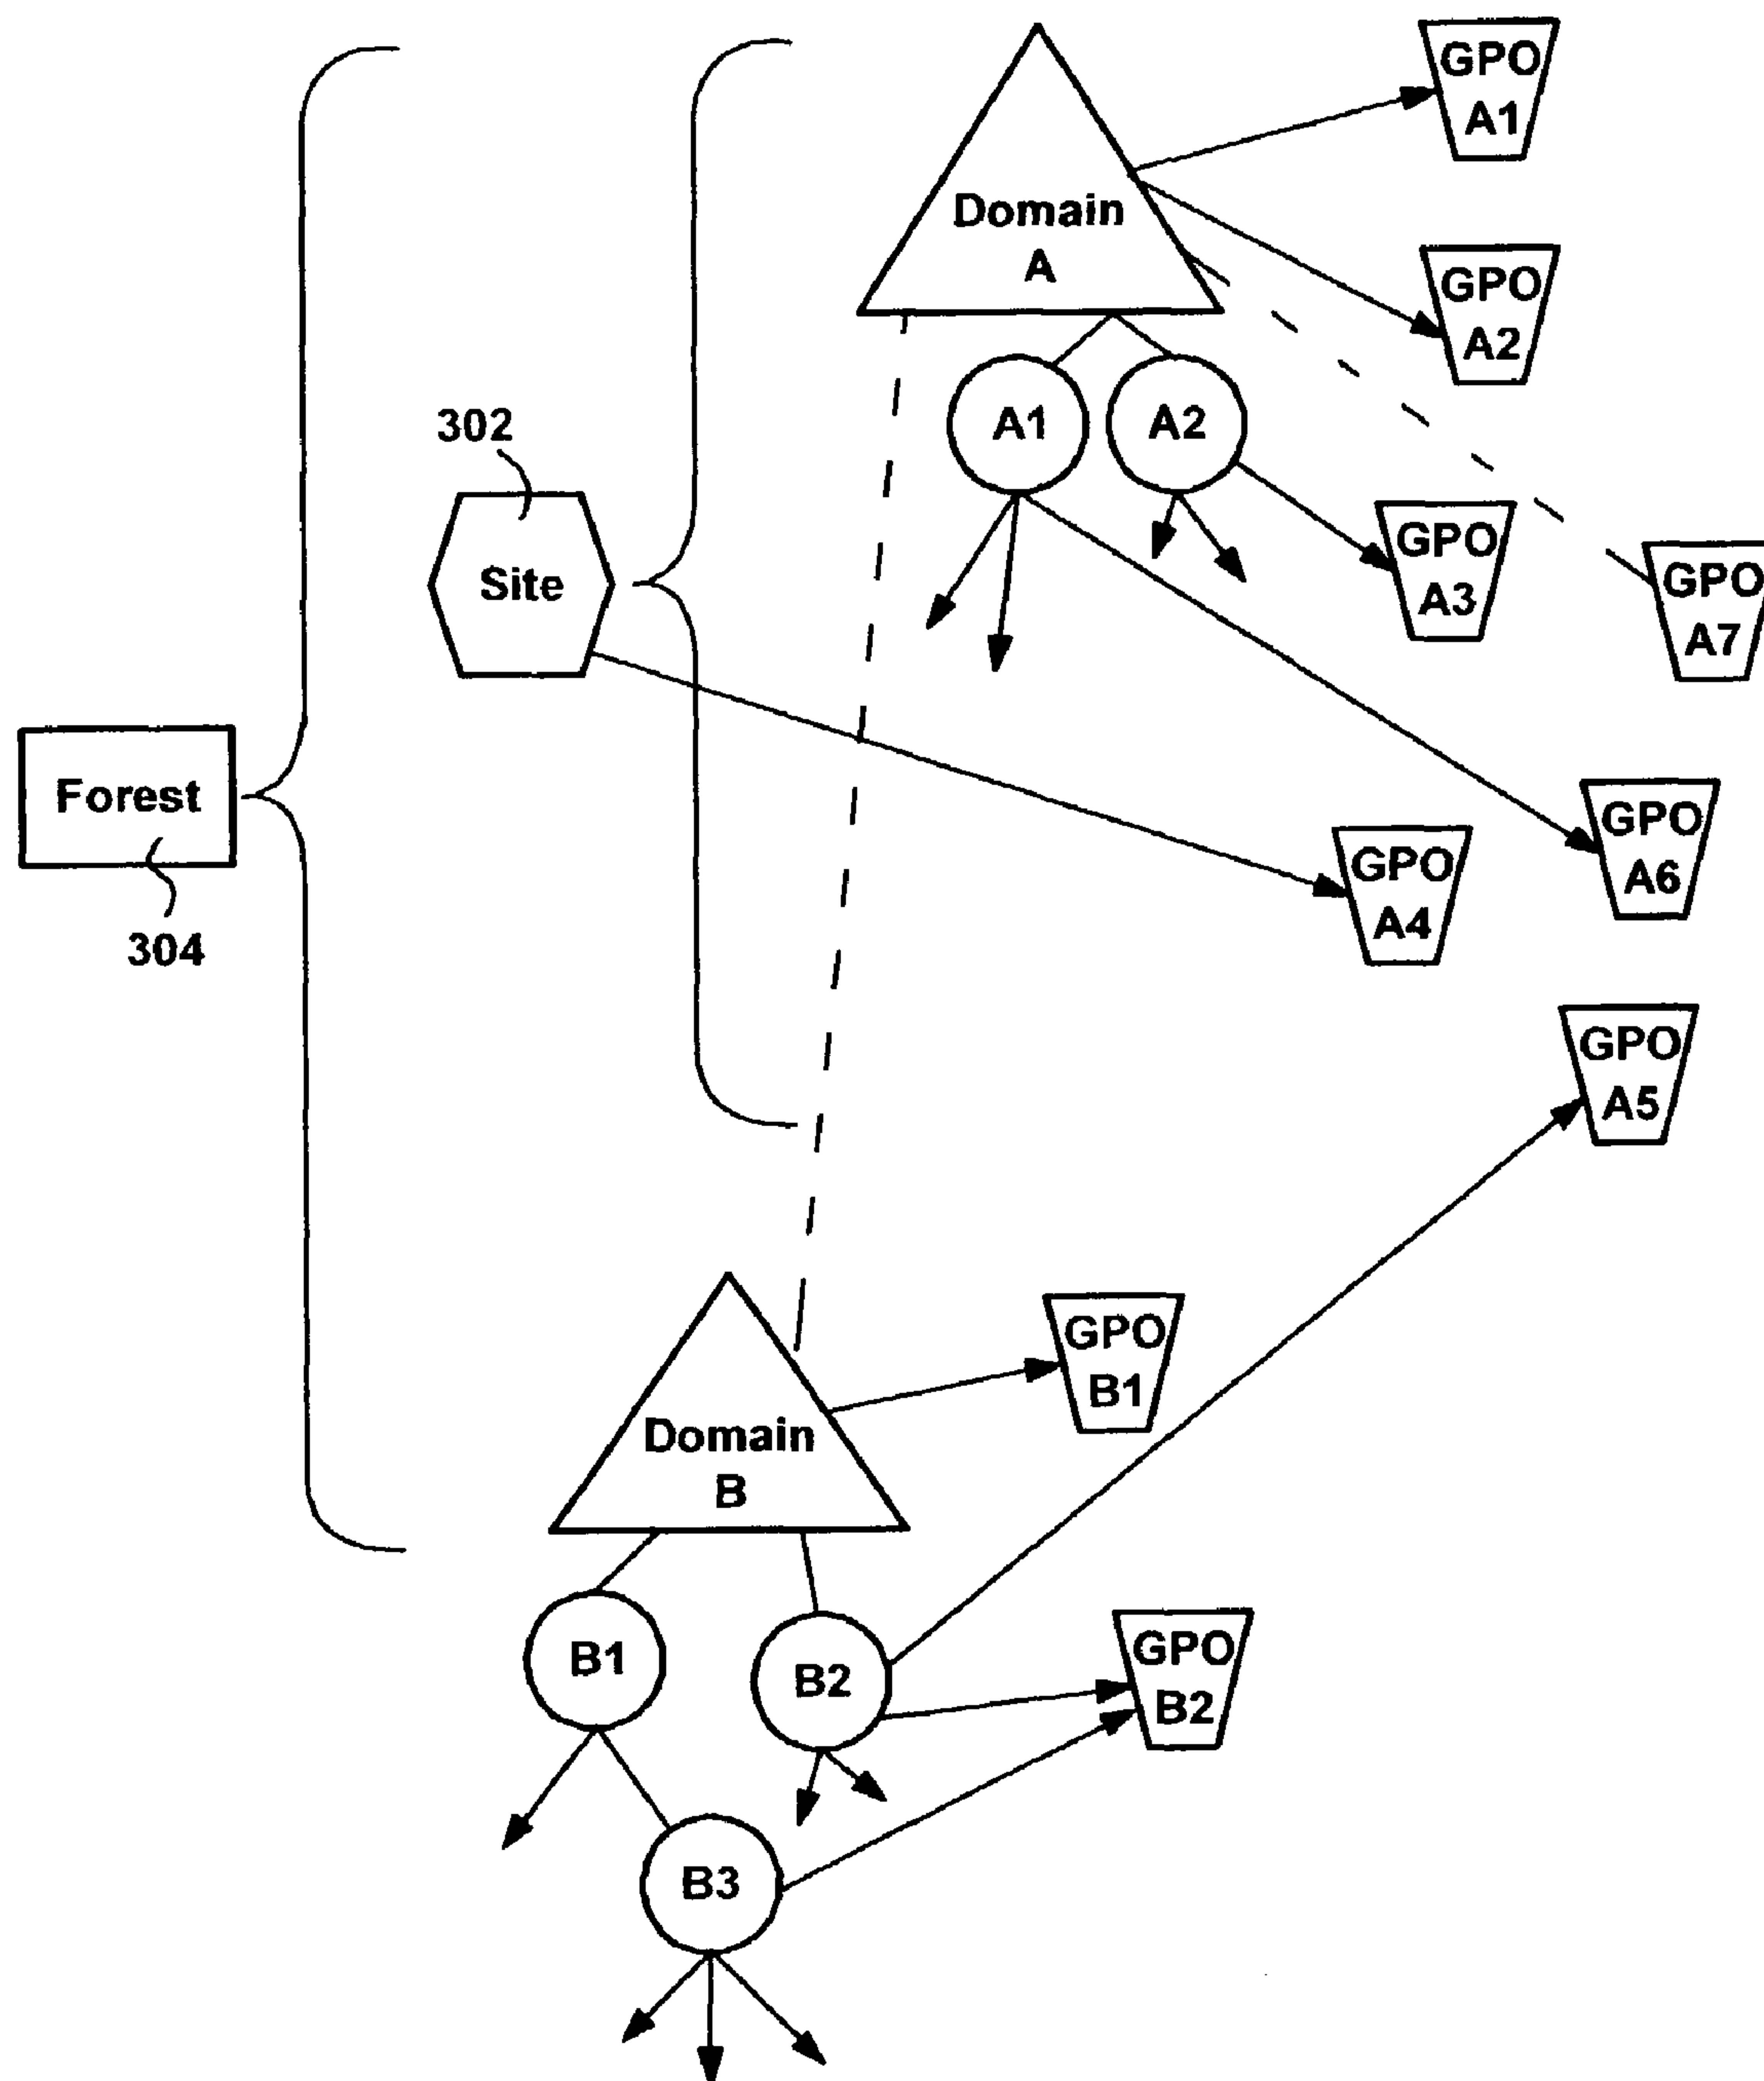 GPO
A1
Domain
A
GPO
A2
A1
A2
302
Site
GPO
A3
GPO
A7
Forest
304
GPO
A6
GPO
A4
GPO
A5
GPO
B1
Domain
B
B1
B2
GPO
B2
B3